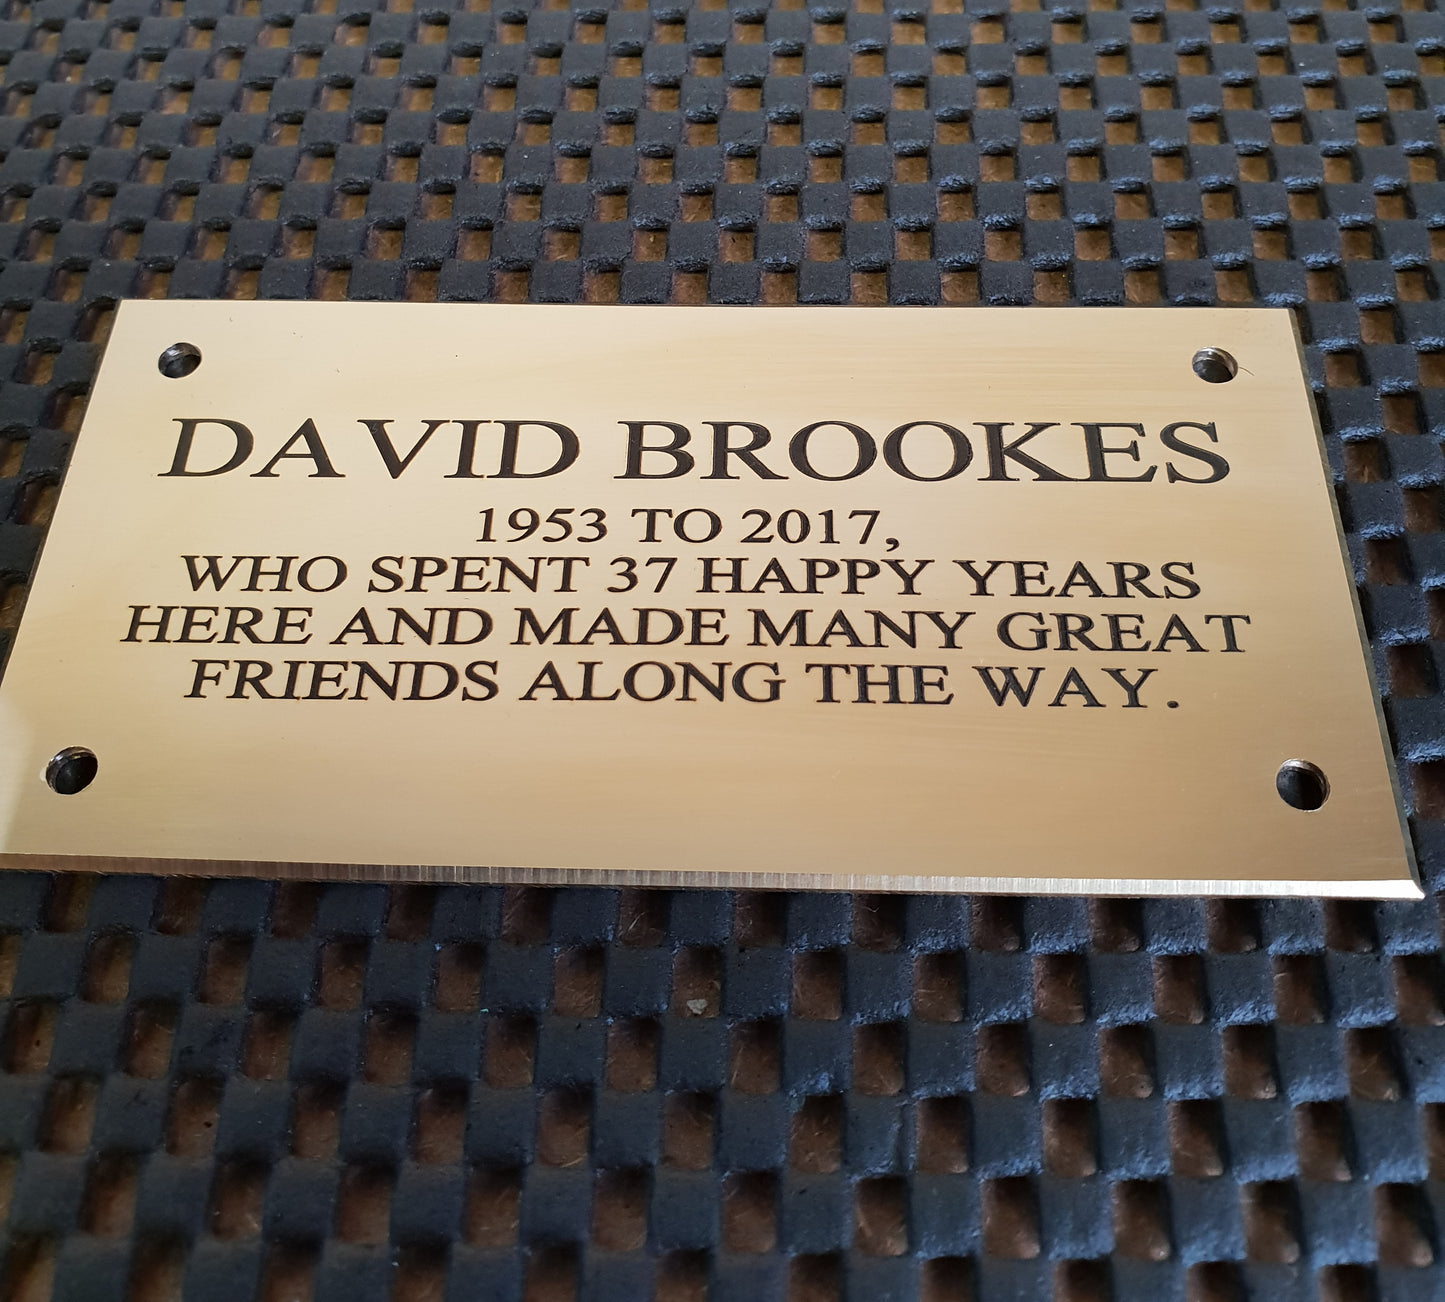 DAVID BROOKES
1953 TO 2017,
WHO SPENT 37 HAPPY YEARS
HERE AND MADE MANY GREAT
FRIENDS ALONG THE WAY.